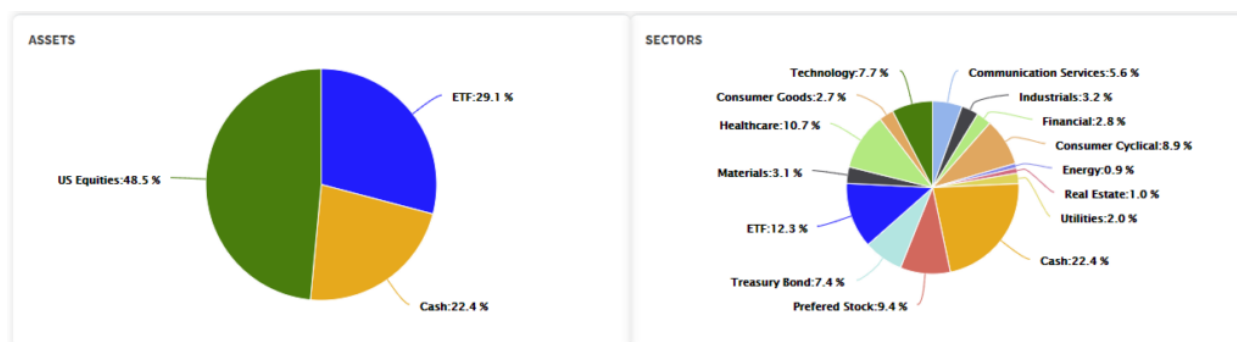 ASSETS
ETF:29.1 %
US Equities:48.5 %
Cash:22.4 %
SECTORS
Technology:7.7 %
Communication Services:5.6 %
Consumer Goods:2.7 %
Industrials:3.2 %
Healthcare:10.7 %
Financial:2.8 %
Consumer Cyclical:8.9 %
Materials:3.1 %
Energy:0.9 %
Real Estate:1.0 %
ETF:12.3 %
Utilities:2.0 %
Cash:22.4 %
Treasury Bond:7.4 %
Prefered Stock:9.4 %